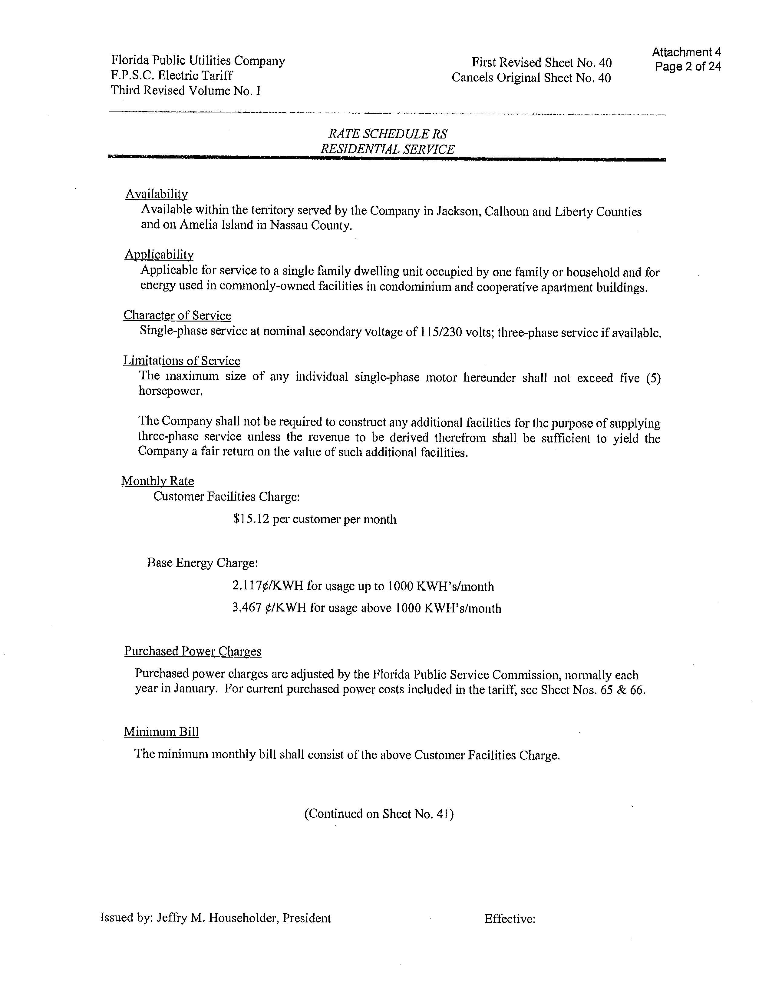 Attachment 4
Page 2 of 24
Florida Public Utilities Company
F.P.S.C. Electric Tariff
Third Revised Volume No. I
First Revised Sheet No. 40
Cancels Original Sheet No. 40
RATE SCHEDULE RS
RESIDENTIAL SERVICE
Availability
Available within the territory served by the Company in Jackson, Calhoun and Liberty Counties
and on Amelia Island in Nassau County.
Applicability
Applicable for service to a single family dwelling unit occupied by one family or household and for
energy used in commonly-owned facilities in condominium and cooperative apartment buildings.
Character of Service
Single-phase service at nominal secondary voltage of 115/230 volts; three-phase service if available.
Limitations of Service
The maximum size of any individual single-phase motor hereunder shall not exceed five (5)
horsepower.
The Company shall not be required to construct any additional facilities for the purpose of supplying
three-phase service unless the revenue to be derived therefrom shall be sufficient to yield the
Company a fair return on the value of such additional facilities.
Monthly Rate
Customer Facilities Charge:
$15.12 per customer per month
Base Energy Charge:
2.117¢/KWH for usage up to 1000 KWH's/month
3.467 ¢/KWH for usage above 1000 KWH's/month
Purchased Power Charges
Purchased power charges are adjusted by the Florida Public Service Commission, normally each
year in January. For current purchased power costs included in the tariff, see Sheet Nos. 65 & 66.
Minimum Bill
The minimum monthly bill shall consist of the above Customer Facilities Charge.
(Continued on Sheet No. 41)
Issued by: Jeffry M. Householder, President
Effective: